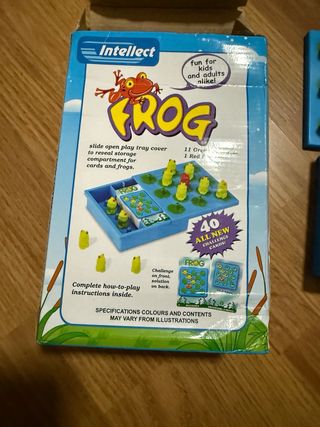 Intellect
fun for
kids
and adults
alike!
FROG
slide open play tray cover
to reveal storage
compartment for
cards and frogs.
11 Gr
1 Red
40
ALL NEW
CHALLENGE
CARDS!
FROG
Challenge
on front,
solution
on back.
Complete how-to-play
instructions inside.
SPECIFICATIONS COLOURS AND CONTENTS
MAY VARY FROM ILLUSTRATIONS